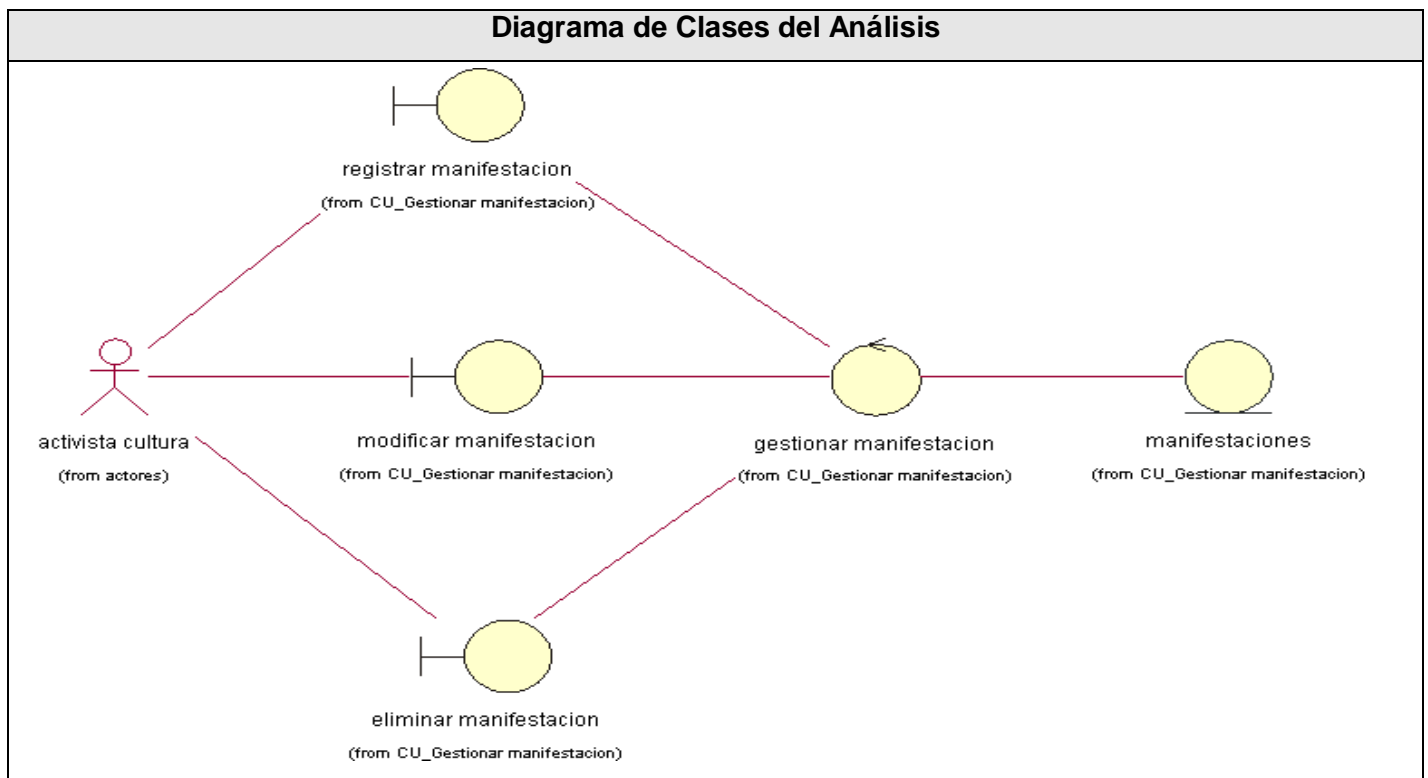 Diagrama de Clases del Análisis
registrar manifestacion
(from CU_Gestionar manifestacion)
activista cultura
(from actores)
modificar manifestacion
(from CU_Gestionar manifestacion)
gestionar manifestacion
(from CU_Gestionar manifestacion)
manifestaciones
(from CU_Gestionar manifestacion)
eliminar manifestacion
(from CU_Gestionar manifestacion)